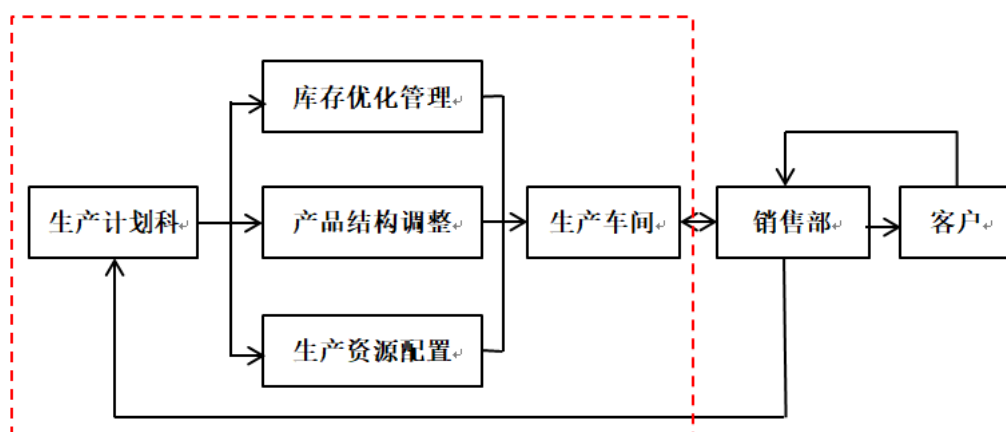 库存优化管理
生产计划科
产品结构调整
生产车间
销售部
客户
生产资源配置